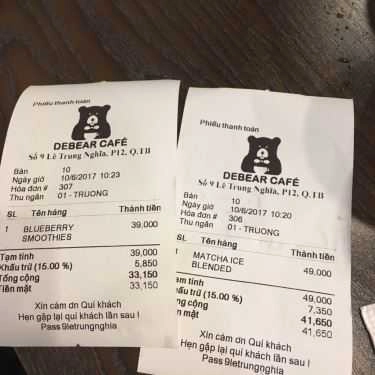 Phiếu thanh toán
DEBEAR CAFÉ
Số 9 Lê Trung Nghĩa, P12, Q.TB
Bàn 10
Ngày giờ 10/6/2017 10:23
Hóa đơn # 307
Thu ngân 01 - TRUONG
SL Tên hàng Thành tiền
1 BLUEBERRY 39,000
SMOOTHIES
Tạm tính 39,000
Khấu trừ (15.00 %) 5,850
Tổng cộng 33,150
Tiền mặt 33,150
Xin cảm ơn Quí khách
Hẹn gặp lại quí khách lần sau !
Pass 9letrungnghia
Phiếu thanh toán
DEBEAR CAFÉ
Số 9 Lê Trung Nghĩa, P12, Q.TB
Bàn 10
Ngày giờ 10/6/2017 10:20
Hóa đơn # 306
Thu ngân 01 - TRUONG
SL Tên hàng Thành tiền
1 MATCHA ICE 49,000
BLENDED
Tạm tính 49,000
Khấu trừ (15.00 %) 7,350
Tổng cộng 41,650
Tiền mặt 41,650
Xin cảm ơn Quí khách
Hẹn gặp lại quí khách lần sau !
Pass 9letrungnghia